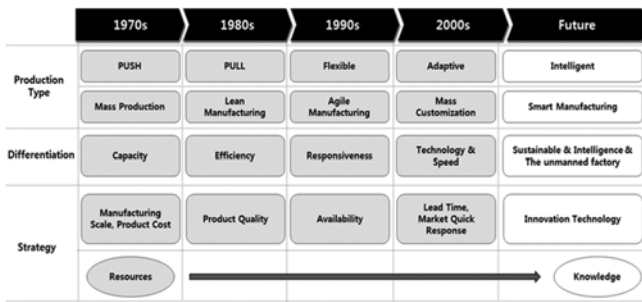 1970s 1980s 1990s 2000s Future
Production
Type
PUSH PULL Flexible Adaptive Intelligent
Mass Production
Lean
Manufacturing
Agile
Manufacturing
Mass
Customization
Smart Manufacturing
Differentiation
Capacity
Efficiency
Responsiveness
Technology &
Speed
Sustainable & Intelligence &
The unmanned factory
Strategy
Manufacturing
Scale, Product Cost
Product Quality
Availability
Lead Time,
Market Quick
Response
Innovation Technology
Resources
Knowledge